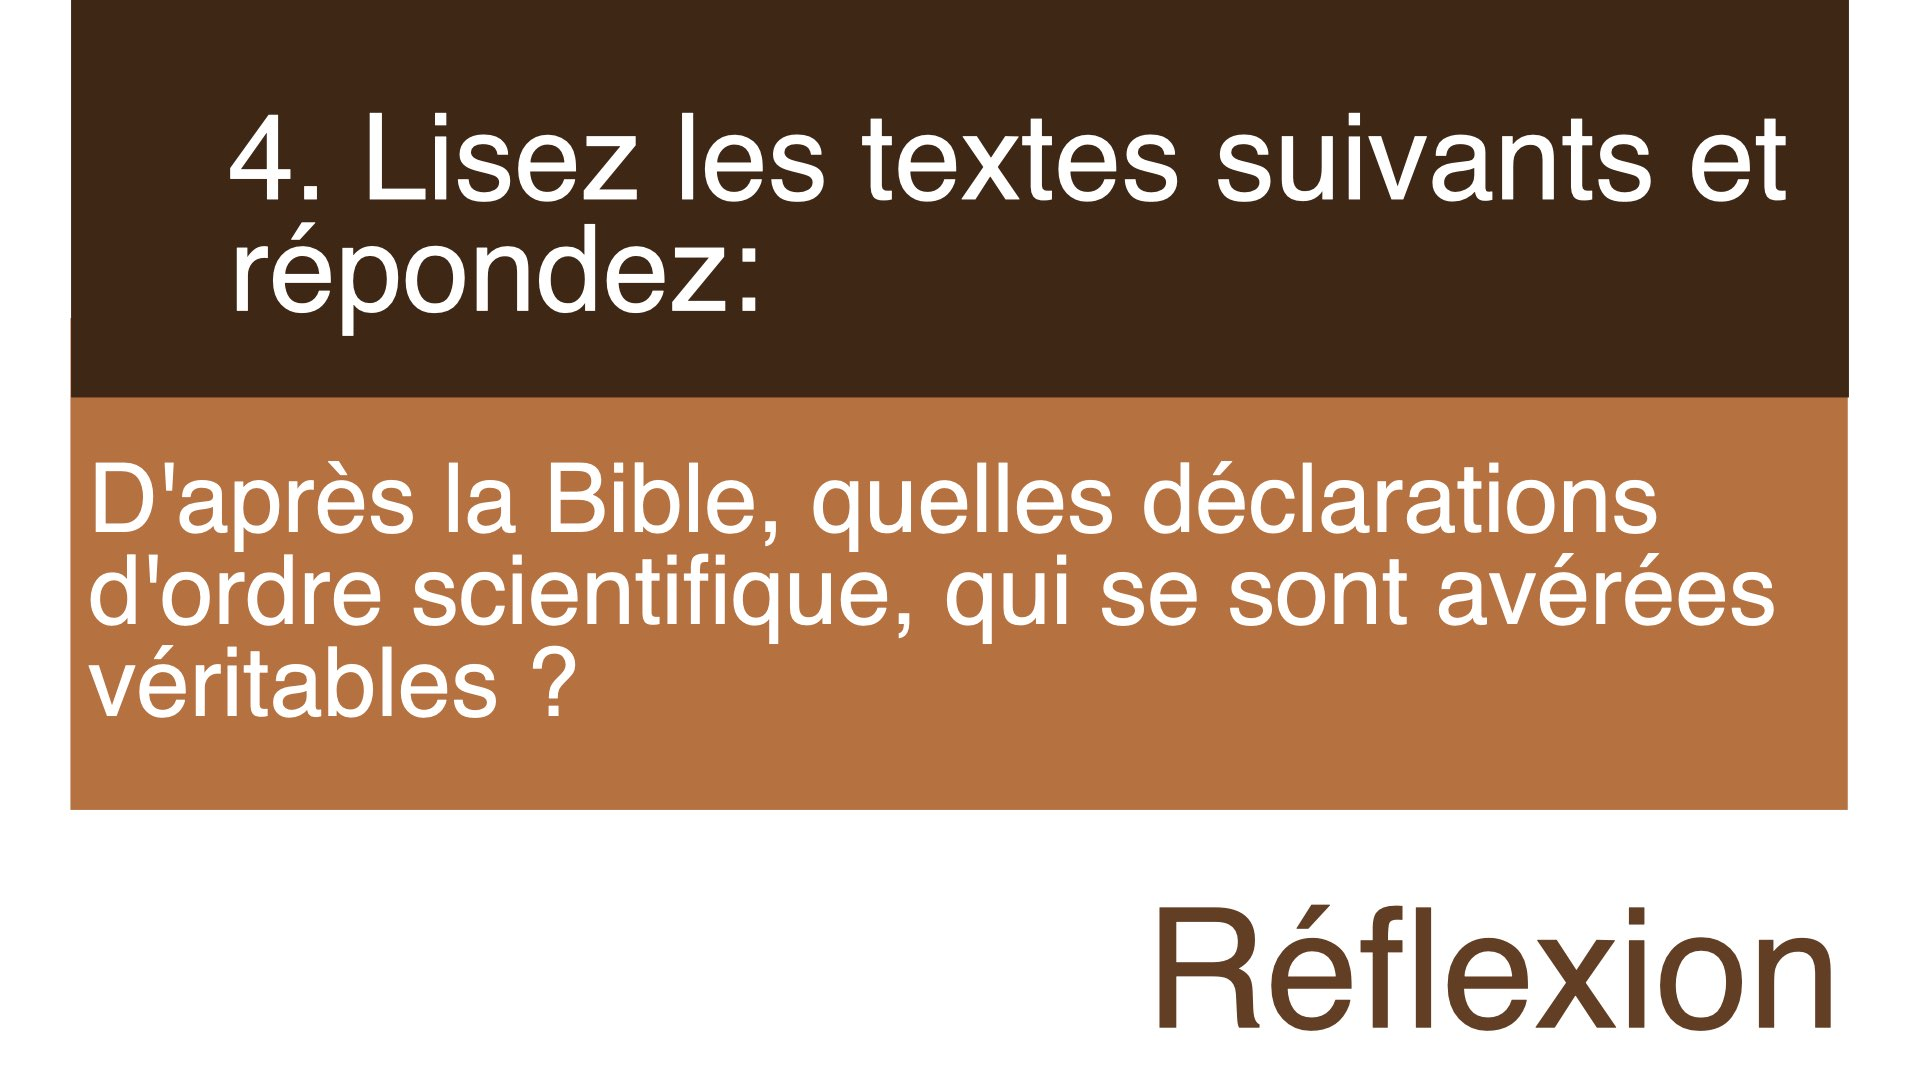 4. Lisez les textes suivants et
répondez:
D'après la Bible, quelles déclarations
d'ordre scientifique, qui se sont avérées
véritables ?
Réflexion